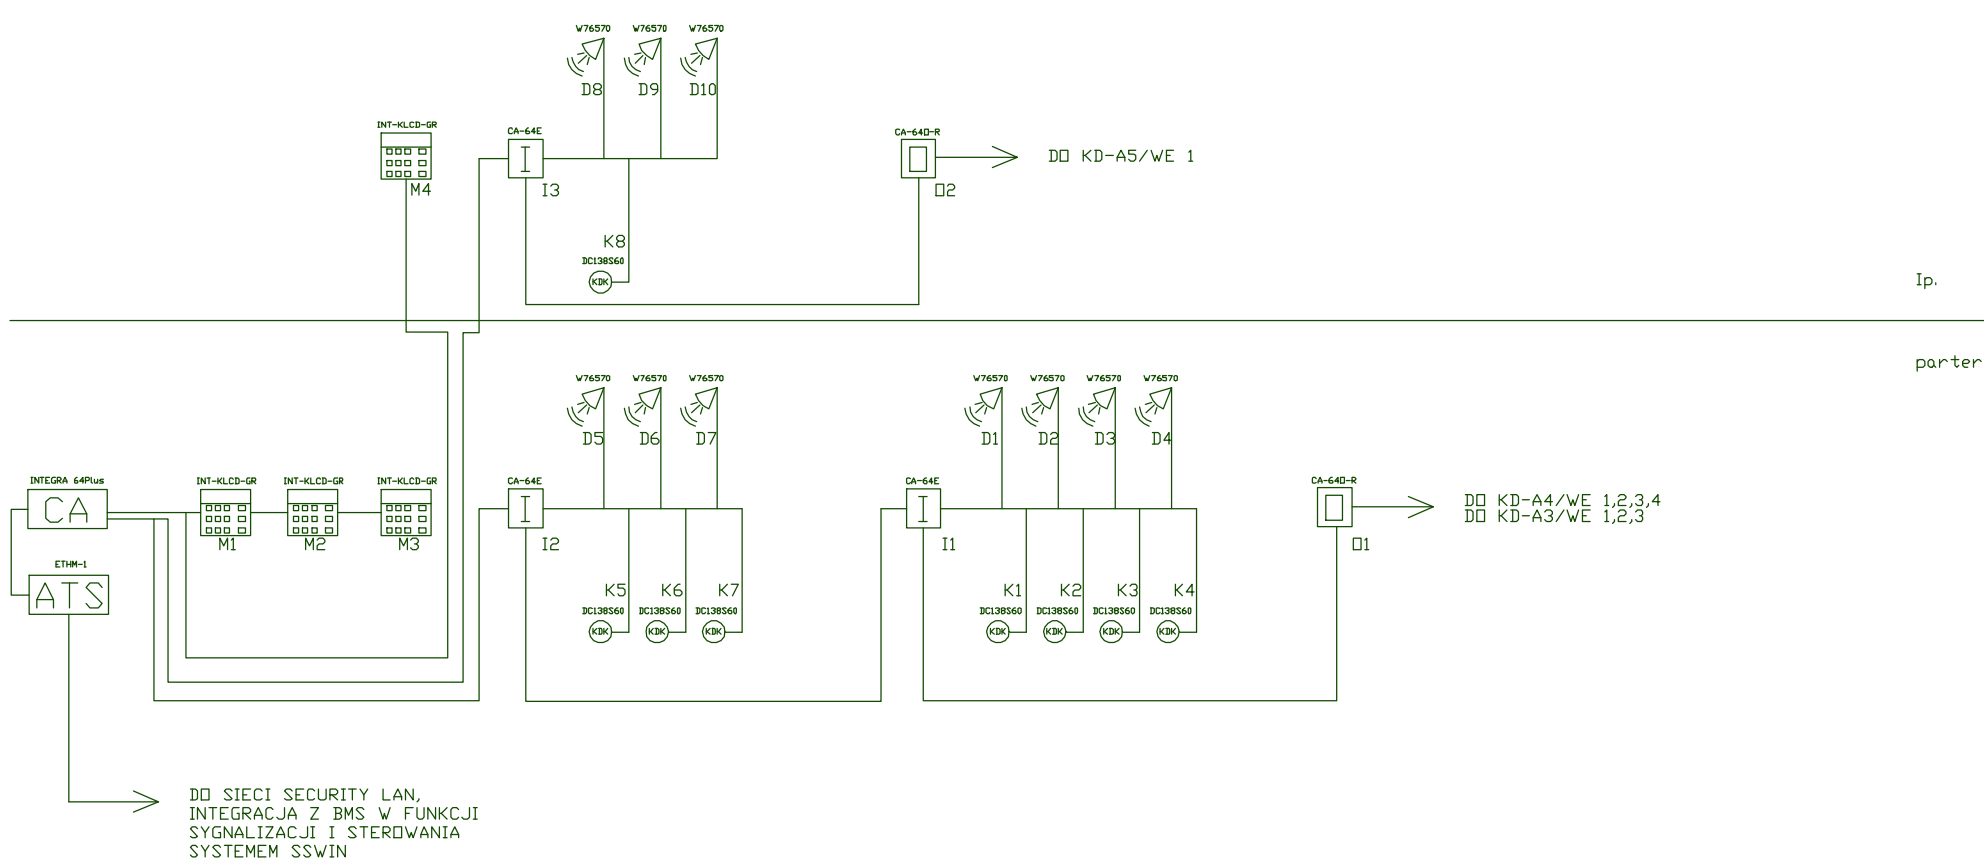 W76570 W76570 W76570
D8 D9 D10
INT-KLCD-GR CA-64E CA-64O-R
I O
DO KD-A5/WE 1
M4 I3 O2
K8
DC138S60
KDK
Ip.
parter
W76570 W76570 W76570 W76570 W76570 W76570 W76570
D5 D6 D7 D1 D2 D3 D4
INTEGRA 64Plus INT-KLCD-GR INT-KLCD-GR INT-KLCD-GR CA-64E CA-64E CA-64O-R
CA I I O
DO KD-A4/WE 1,2,3,4
DO KD-A3/WE 1,2,3
M1 M2 M3 I2 I1 O1
ETHM-1
ATS
K5 K6 K7 K1 K2 K3 K4
DC138S60 DC138S60 DC138S60 DC138S60 DC138S60 DC138S60 DC138S60
KDK KDK KDK KDK KDK KDK KDK
DO SIECI SECURITY LAN,
INTEGRACJA Z BMS W FUNKCJI
SYGNALIZACJI I STEROWANIA
SYSTEMEM SSWIN